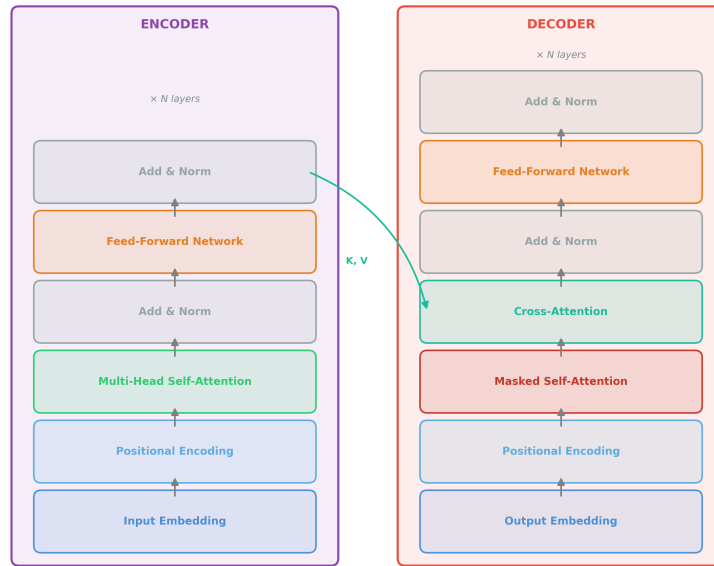 ENCODER
× N layers
Add & Norm
Feed-Forward Network
Add & Norm
Multi-Head Self-Attention
Positional Encoding
Input Embedding
K, V
DECODER
× N layers
Add & Norm
Feed-Forward Network
Add & Norm
Cross-Attention
Masked Self-Attention
Positional Encoding
Output Embedding